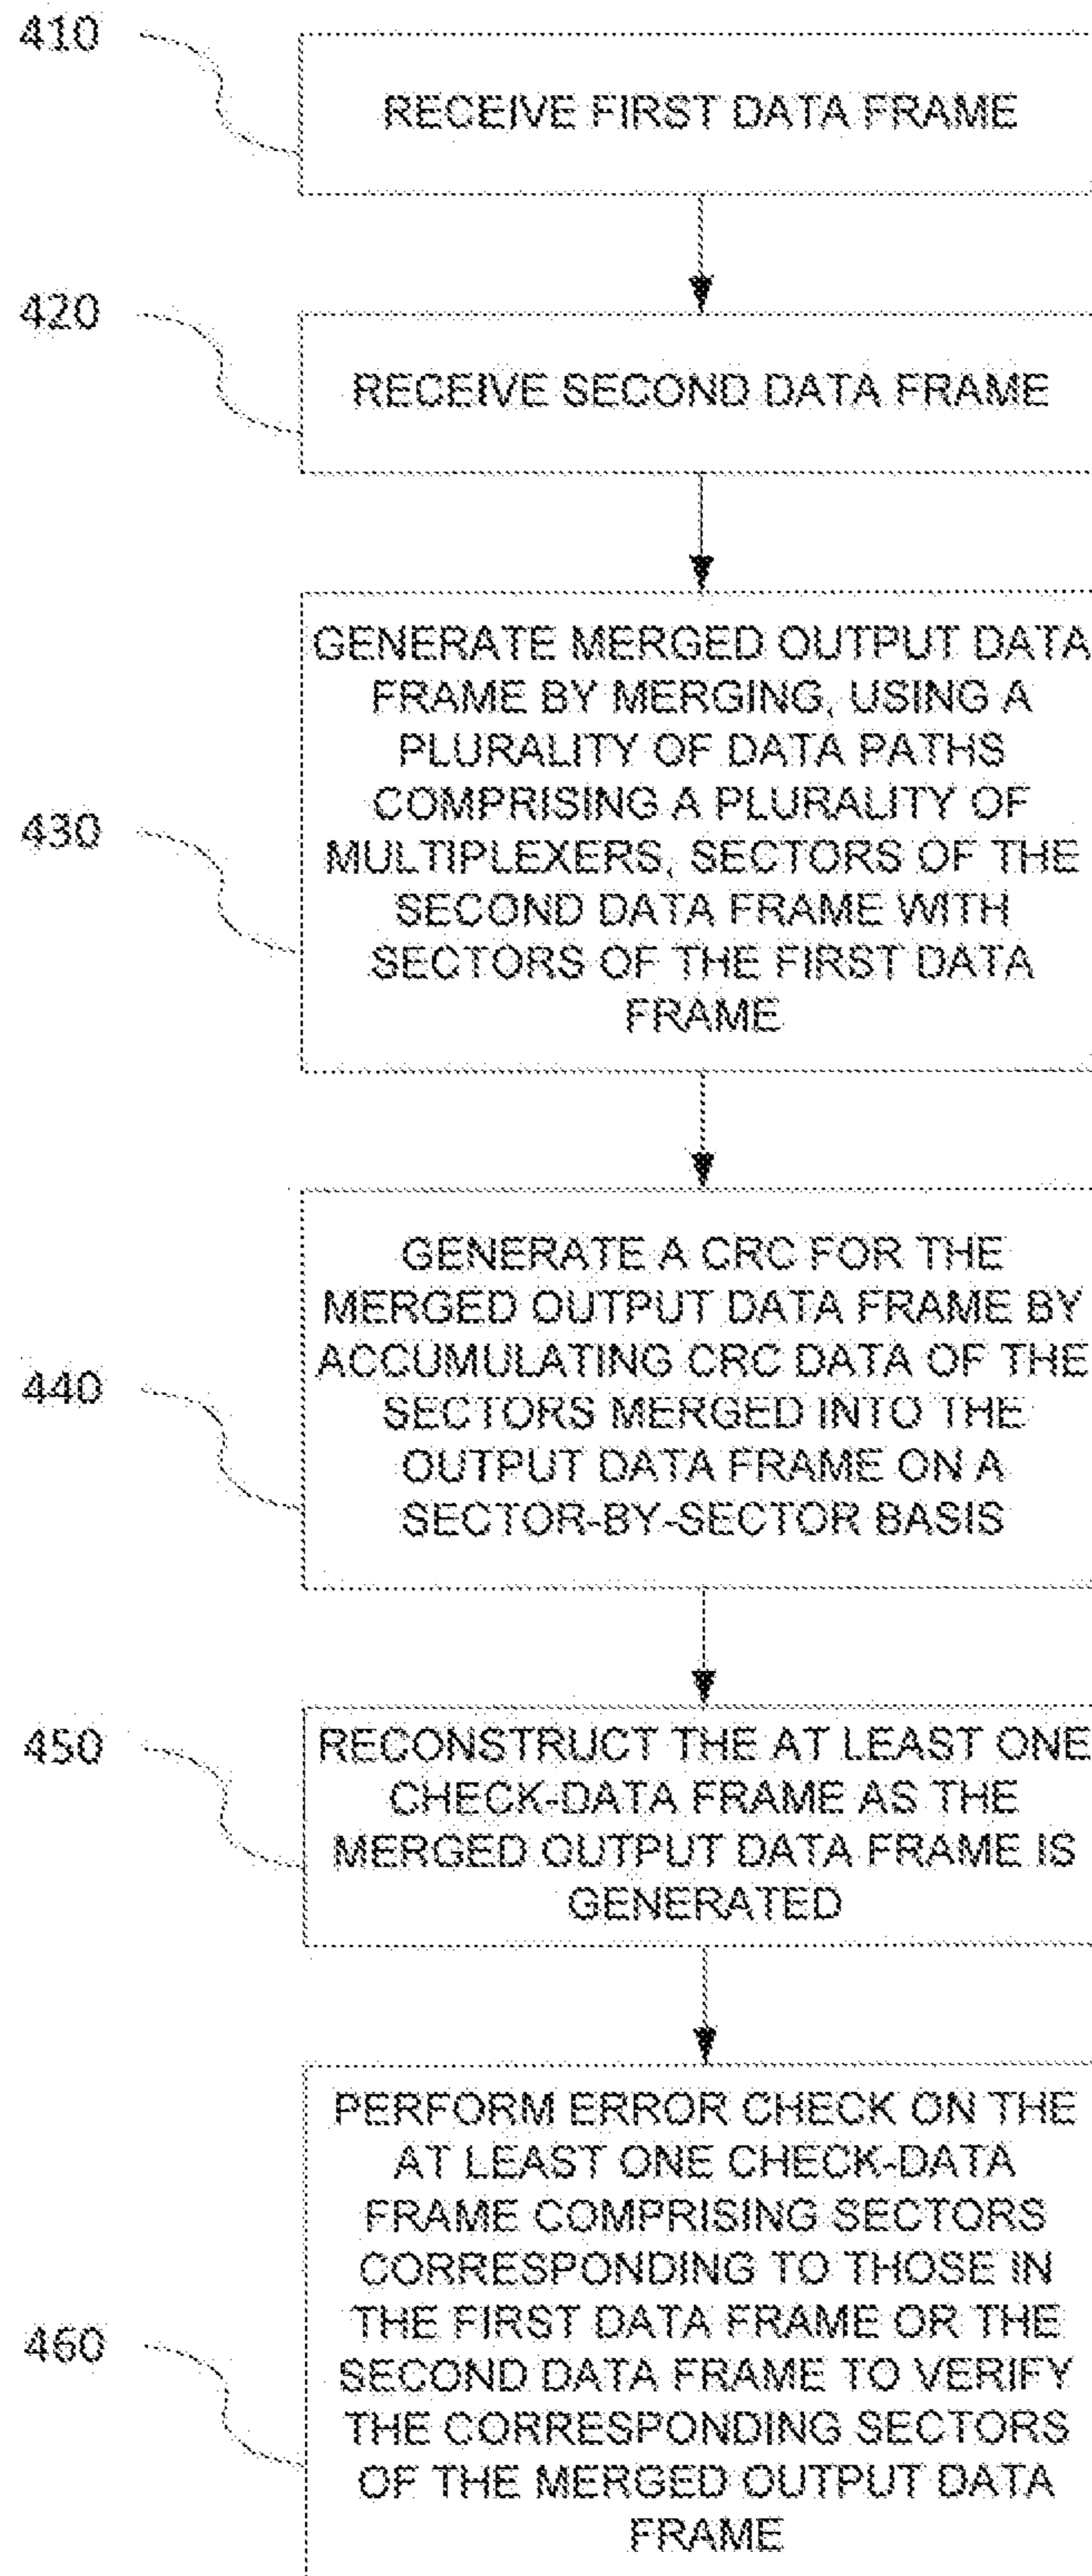 410
RECEIVE FIRST DATA FRAME
420
RECEIVE SECOND DATA FRAME
430
GENERATE MERGED OUTPUT DATA
FRAME BY MERGING, USING A
PLURALITY OF DATA PATHS
COMPRISING A PLURALITY OF
MULTIPLEXERS, SECTORS OF THE
SECOND DATA FRAME WITH
SECTORS OF THE FIRST DATA
FRAME
440
GENERATE A CRC FOR THE
MERGED OUTPUT DATA FRAME BY
ACCUMULATING CRC DATA OF THE
SECTORS MERGED INTO THE
OUTPUT DATA FRAME ON A
SECTOR-BY-SECTOR BASIS
450
RECONSTRUCT THE AT LEAST ONE
CHECK-DATA FRAME AS THE
MERGED OUTPUT DATA FRAME IS
GENERATED
460
PERFORM ERROR CHECK ON THE
AT LEAST ONE CHECK-DATA
FRAME COMPRISING SECTORS
CORRESPONDING TO THOSE IN
THE FIRST DATA FRAME OR THE
SECOND DATA FRAME TO VERIFY
THE CORRESPONDING SECTORS
OF THE MERGED OUTPUT DATA
FRAME